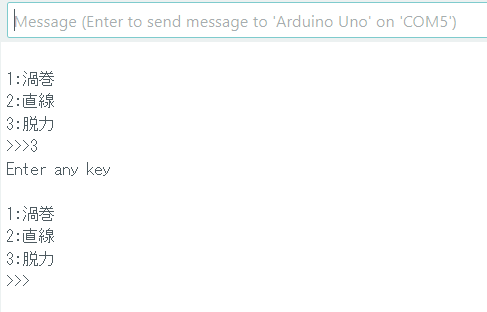 Message (Enter to send message to 'Arduino Uno' on 'COM5')
1:渦巻
2:直線
3:脱力
>>>3
Enter any key
1:渦巻
2:直線
3:脱力
>>>